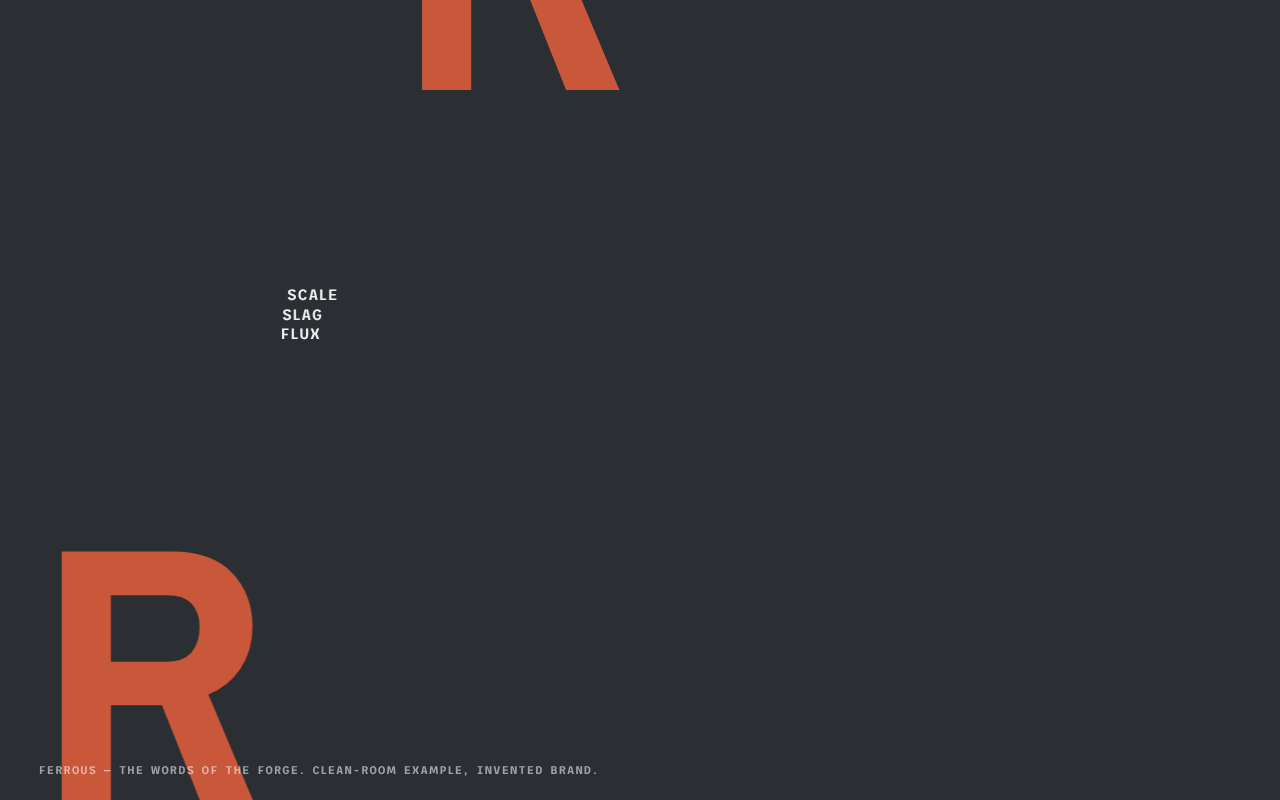 R
SCALE
SLAG
FLUX
R
FERROUS — THE WORDS OF THE FORGE. CLEAN-ROOM EXAMPLE, INVENTED BRAND.